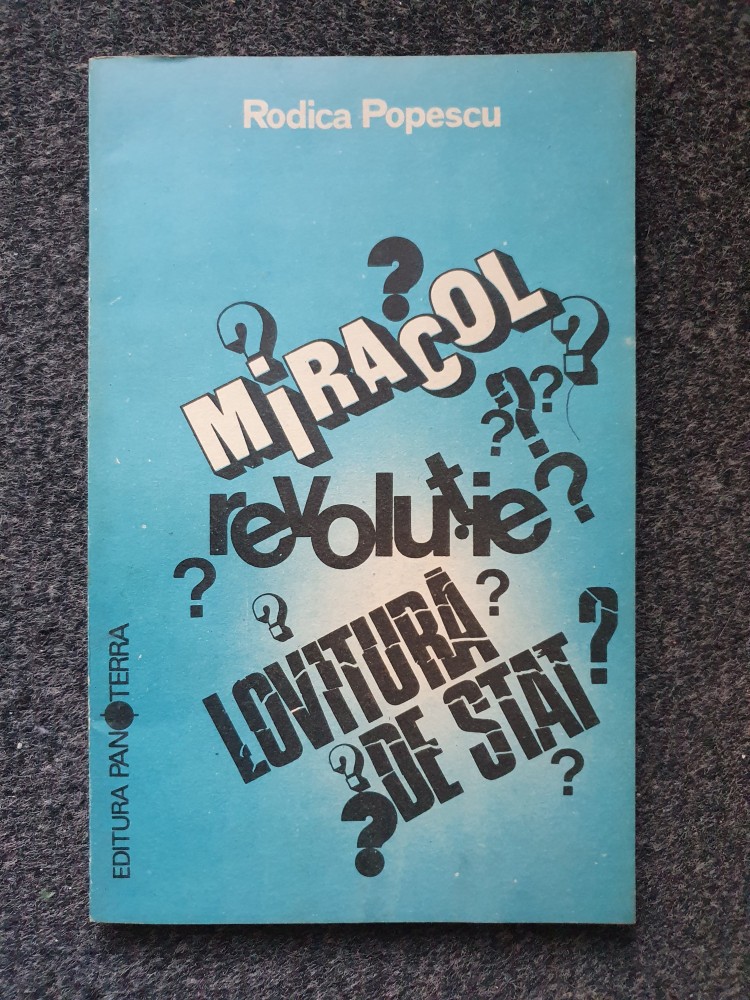 Rodica Popescu
?
MiRACOL
? ?
? ? ?
revoluție ?
?
? ?
LOVITURĂ ?
DE STAT
? ?
?
EDITURA PANTERRA